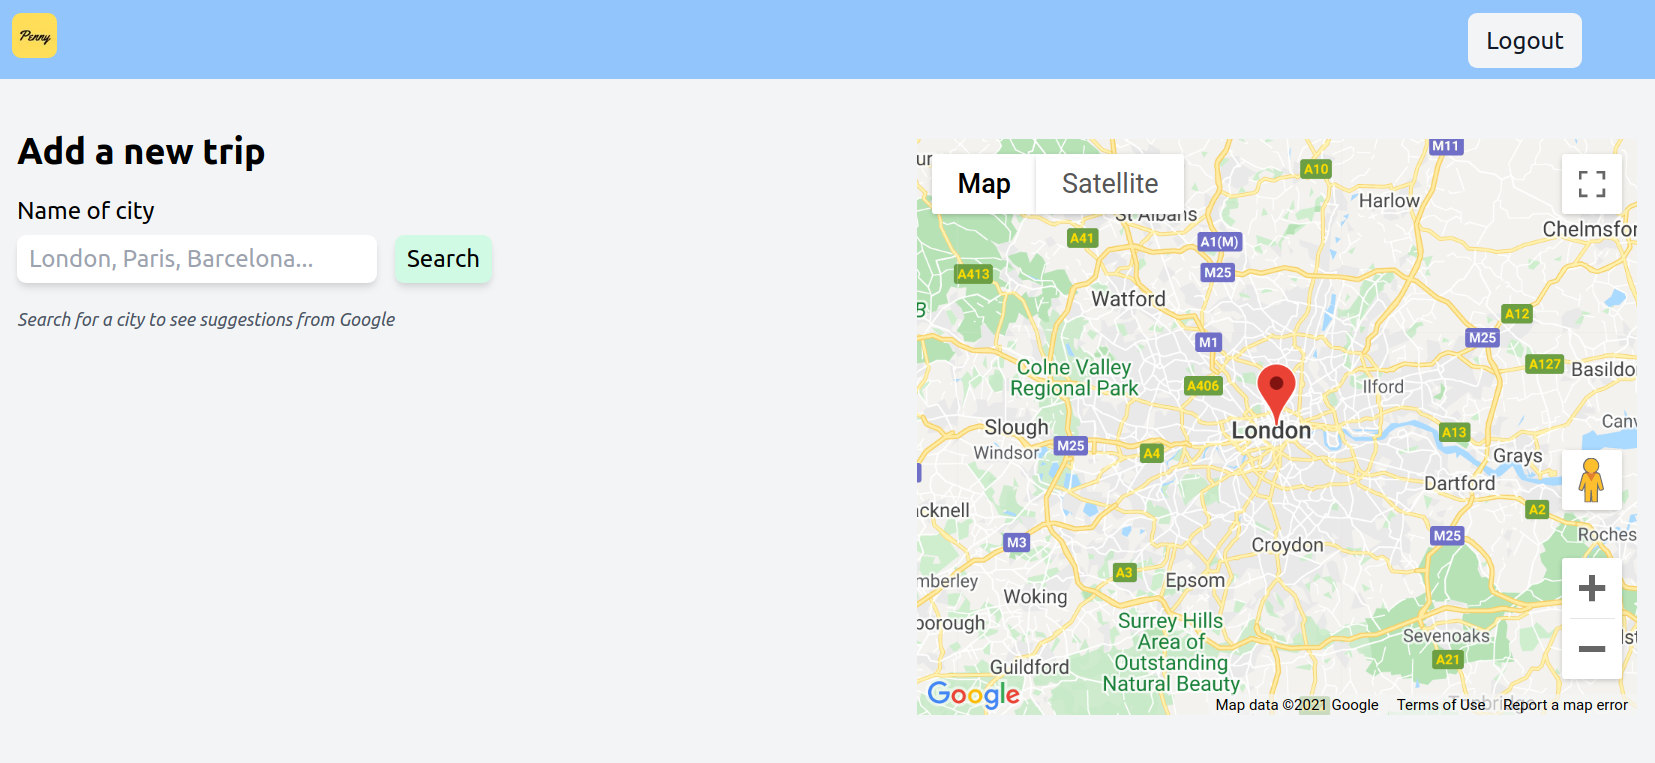 Penny
Logout
Add a new trip
Name of city
London, Paris, Barcelona...
Search
Search for a city to see suggestions from Google
Map
Satellite
M11
A10
Harlow
St Albans
Chelmsfor
A41
A1(M)
M25
A413
Watford
A12
M1
M25
Colne Valley
Regional Park
A127
Basildo
A406
Ilford
Slough
London
Canv
M25
A13
Windsor
A4
Grays
Dartford
cknell
A2
M3
Croydon
M25
Roches
A3
Epsom
mberley
Woking
borough
Surrey Hills
Area of
Outstanding
Natural Beauty
Sevenoaks
Guildford
A21
Google
Map data ©2021 Google
Terms of Use
Report a map error